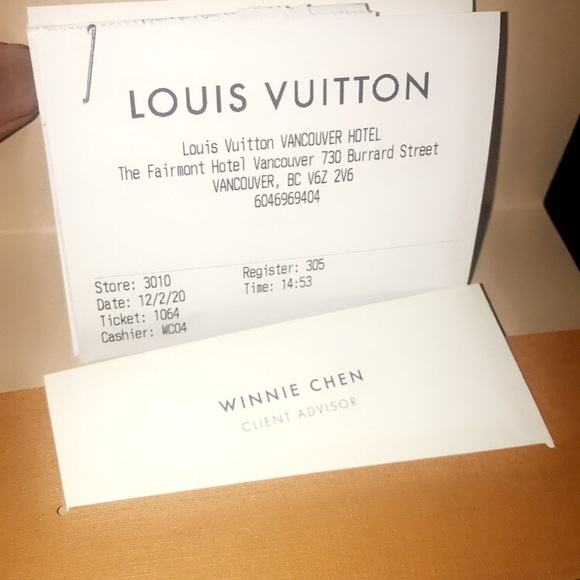 LOUIS VUITTON
Louis Vuitton VANCOUVER HOTEL
The Fairmont Hotel Vancouver 730 Burrard Street
VANCOUVER, BC V6Z 2V6
6046969404
Store: 3010 Register: 305
Date: 12/2/20 Time: 14:53
Ticket: 1064
Cashier: WC04
WINNIE CHEN
CLIENT ADVISOR